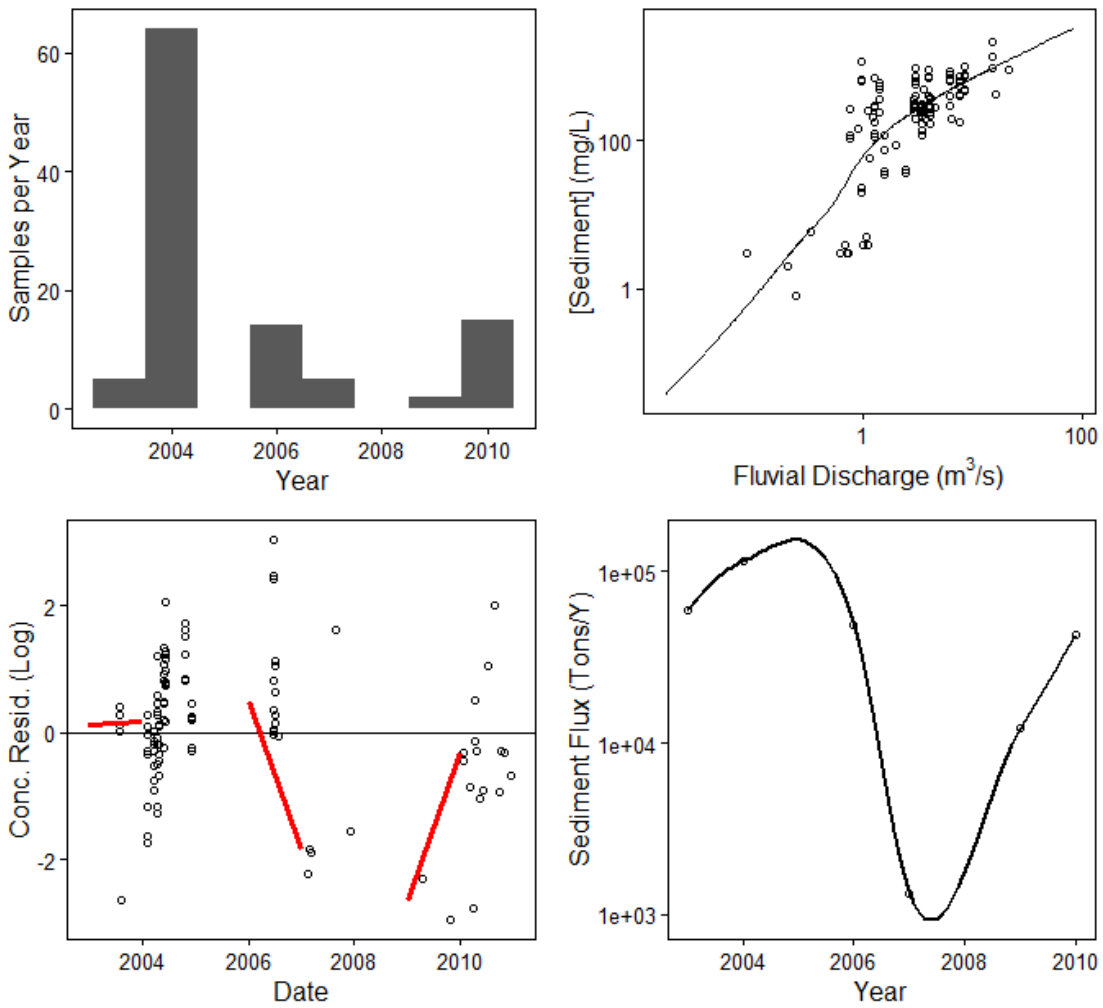 Samples per Year
60
40
20
0
2004 2006 2008 2010
Year
[Sediment] (mg/L)
100
1
1 100
Fluvial Discharge (m³/s)
Conc. Resid. (Log)
2
0
-2
2004 2006 2008 2010
Date
Sediment Flux (Tons/Y)
1e+05
1e+04
1e+03
2004 2006 2008 2010
Year